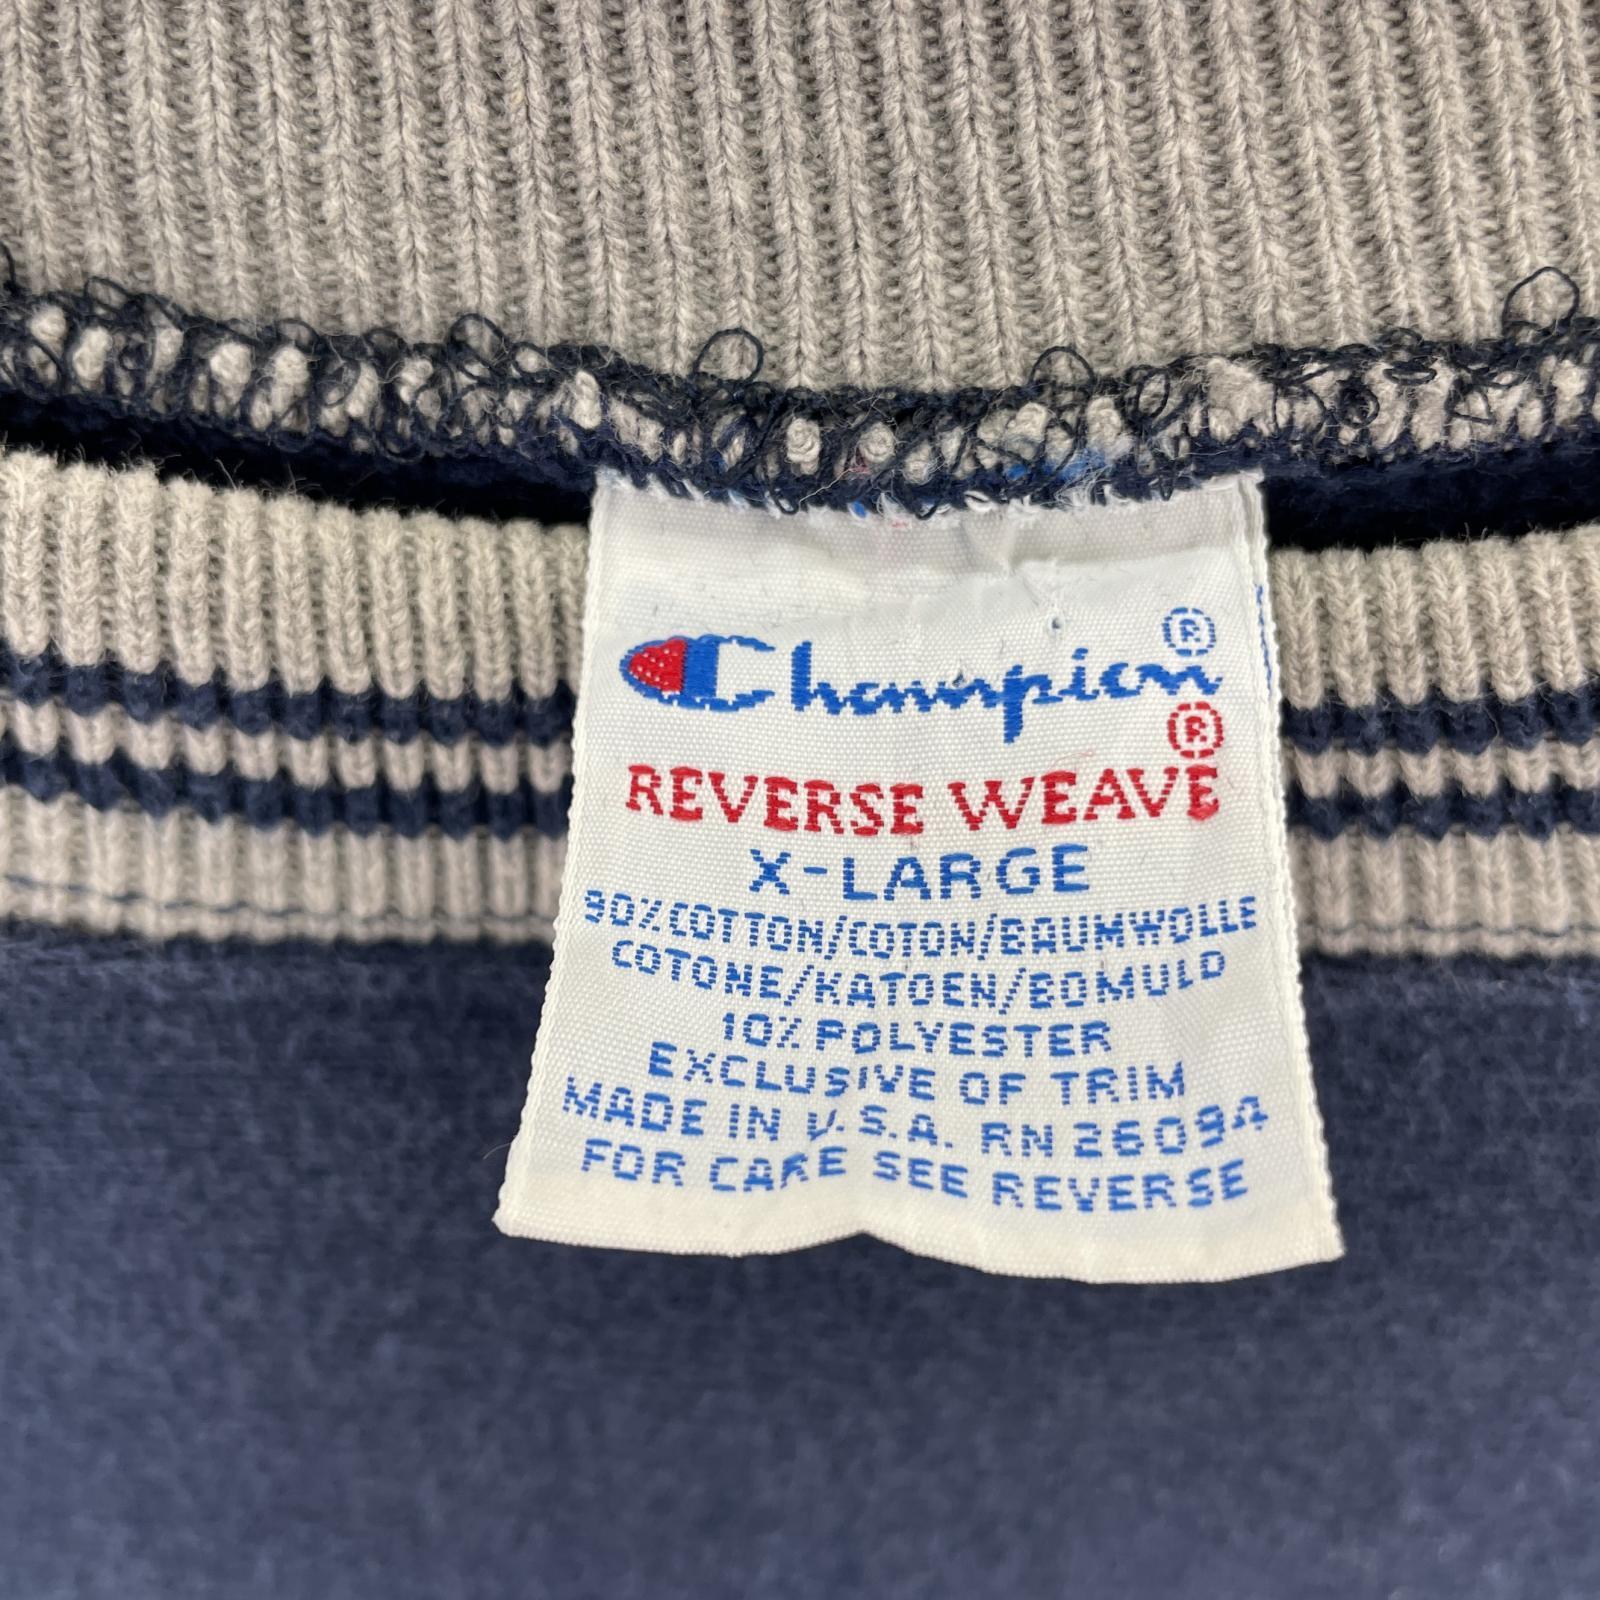 Champion®
REVERSE WEAVE®
X-LARGE
90% COTTON/COTON/BAUMWOLLE
COTONE/KATOEN/BOMULD
10% POLYESTER
EXCLUSIVE OF TRIM
MADE IN U.S.A. RN 26094
FOR CARE SEE REVERSE